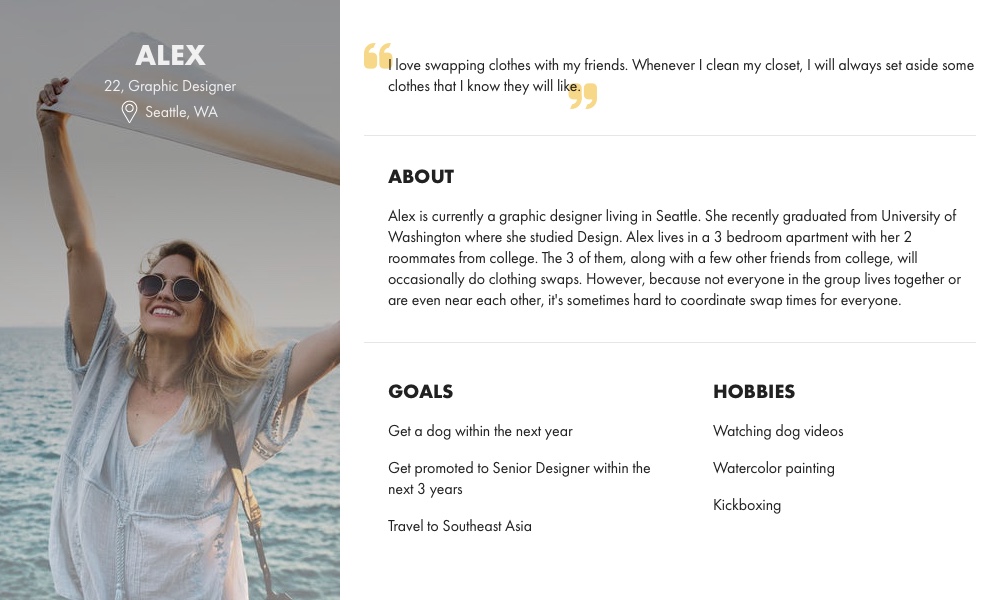 ALEX
22, Graphic Designer
Seattle, WA
“I love swapping clothes with my friends. Whenever I clean my closet, I will always set aside some
clothes that I know they will like.”
ABOUT
Alex is currently a graphic designer living in Seattle. She recently graduated from University of
Washington where she studied Design. Alex lives in a 3 bedroom apartment with her 2
roommates from college. The 3 of them, along with a few other friends from college, will
occasionally do clothing swaps. However, because not everyone in the group lives together or
are even near each other, it's sometimes hard to coordinate swap times for everyone.
GOALS
Get a dog within the next year
Get promoted to Senior Designer within the
next 3 years
Travel to Southeast Asia
HOBBIES
Watching dog videos
Watercolor painting
Kickboxing